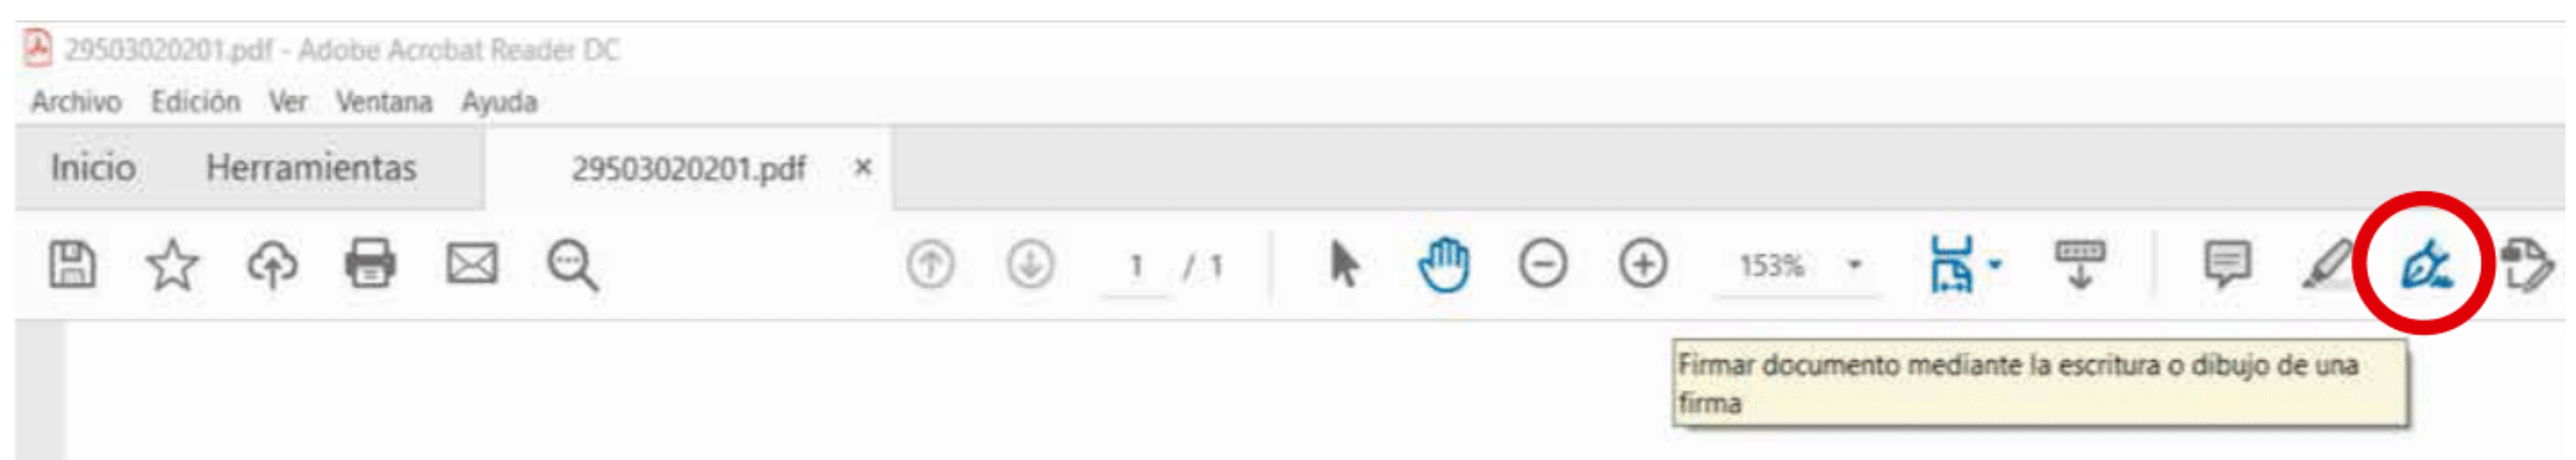 29503020201.pdf - Adobe Acrobat Reader DC
Archivo Edición Ver Ventana Ayuda
Inicio Herramientas 29503020201.pdf ×
1 / 1 153%
Firmar documento mediante la escritura o dibujo de una
firma